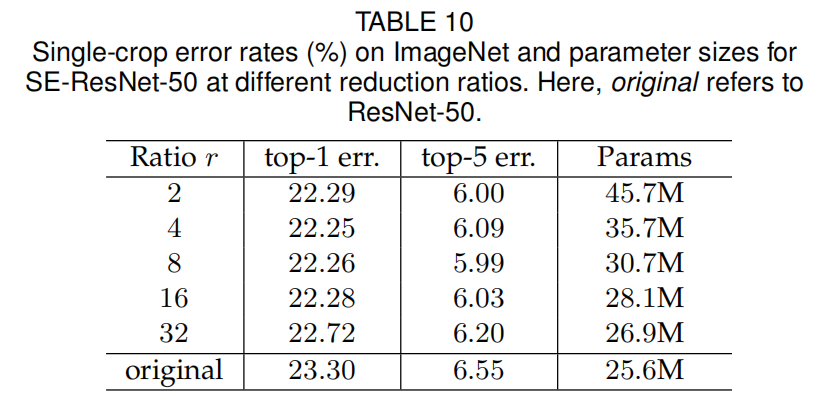 TABLE 10
Single-crop error rates (%) on ImageNet and parameter sizes for
SE-ResNet-50 at different reduction ratios. Here, original refers to
ResNet-50.
Ratio r top-1 err. top-5 err. Params
2 22.29 6.00 45.7M
4 22.25 6.09 35.7M
8 22.26 5.99 30.7M
16 22.28 6.03 28.1M
32 22.72 6.20 26.9M
original 23.30 6.55 25.6M